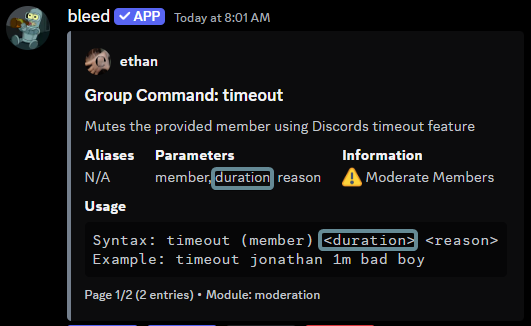 bleed ✓ APP Today at 8:01 AM
ethan
Group Command: timeout
Mutes the provided member using Discords timeout feature
Aliases Parameters Information
N/A member, duration, reason ⚠️ Moderate Members
Usage
Syntax: timeout (member) <duration> <reason>
Example: timeout jonathan 1m bad boy
Page 1/2 (2 entries) • Module: moderation